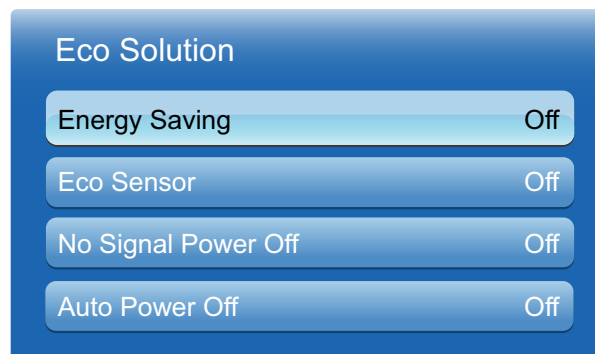 Eco Solution
Energy Saving Off
Eco Sensor Off
No Signal Power Off Off
Auto Power Off Off